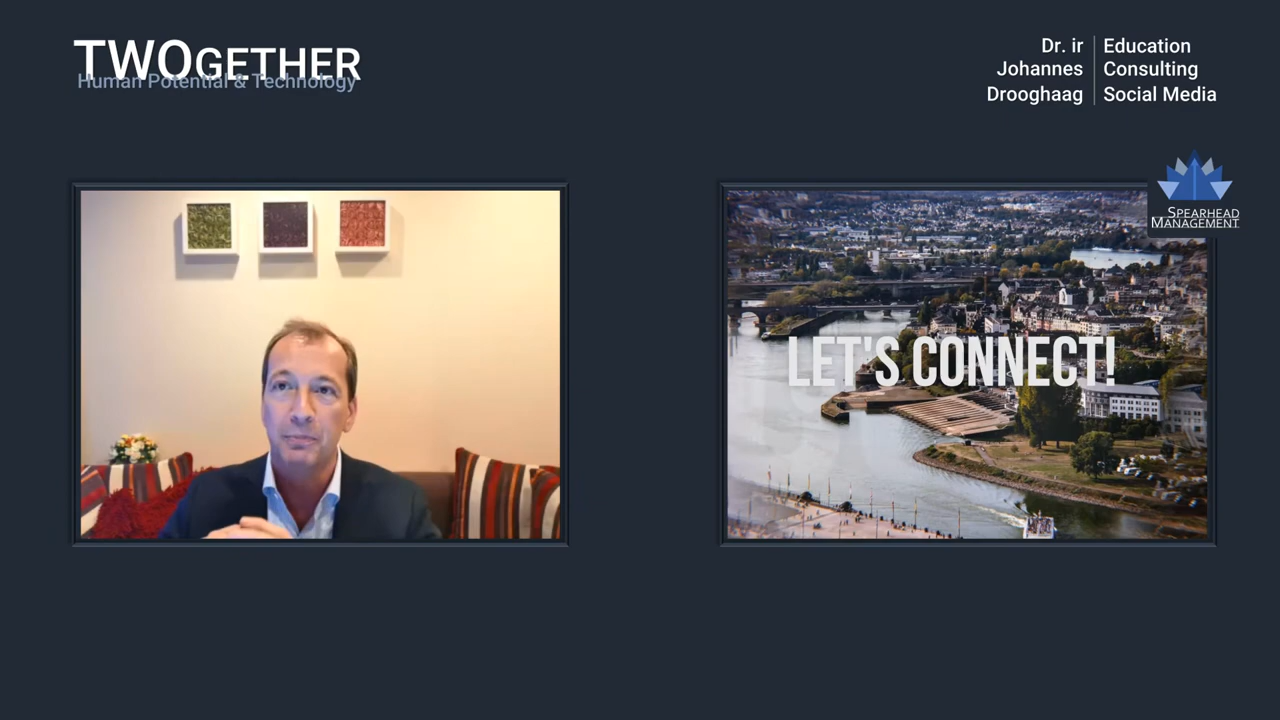 TWOGETHER
Human Potential & Technology
Dr. ir
Johannes
Drooghaag
Education
Consulting
Social Media
SPEARHEAD
MANAGEMENT
LET'S CONNECT!